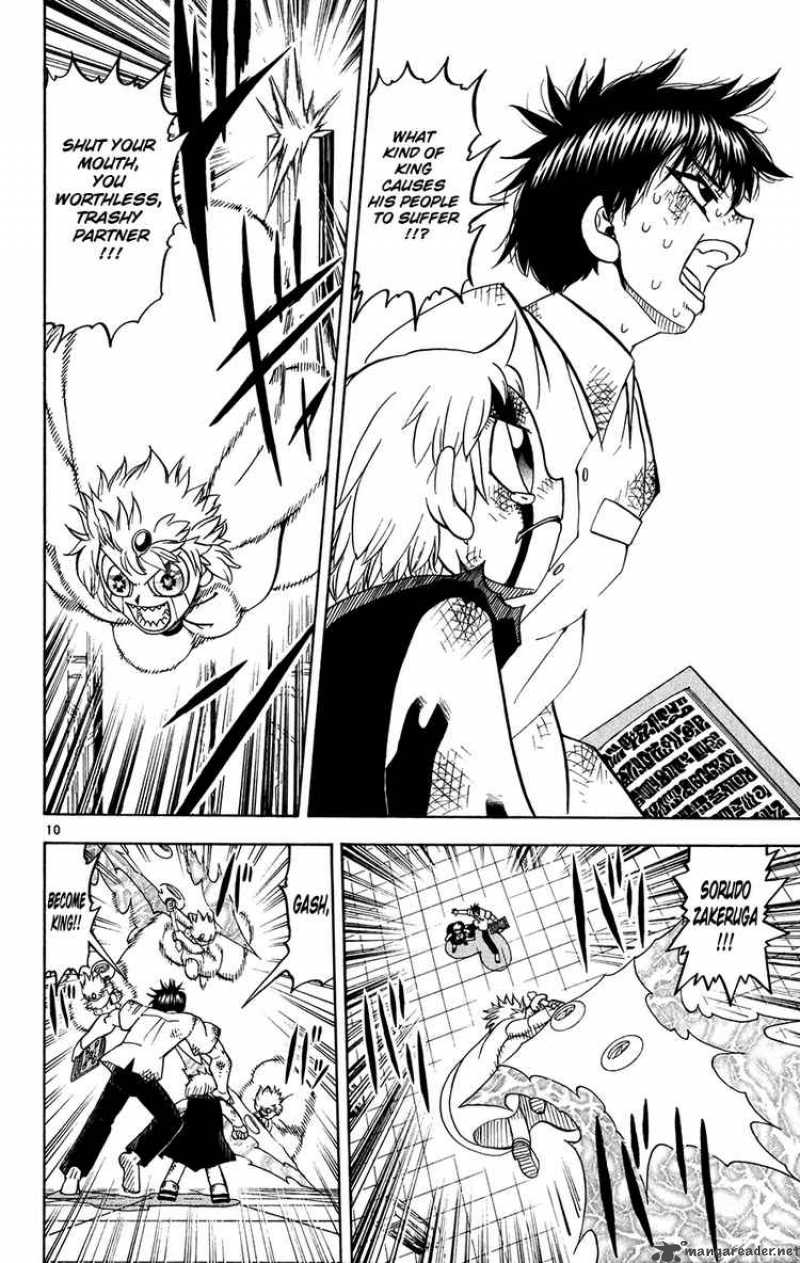 WHAT
KIND OF
KING
CAUSES
HIS PEOPLE
TO SUFFER
!!?
SHUT YOUR
MOUTH,
YOU
WORTHLESS,
TRASHY
PARTNER
!!!
10
SORUDO
ZAKERUGA
!!!
GASH,
BECOME
KING!!
mangareader.net